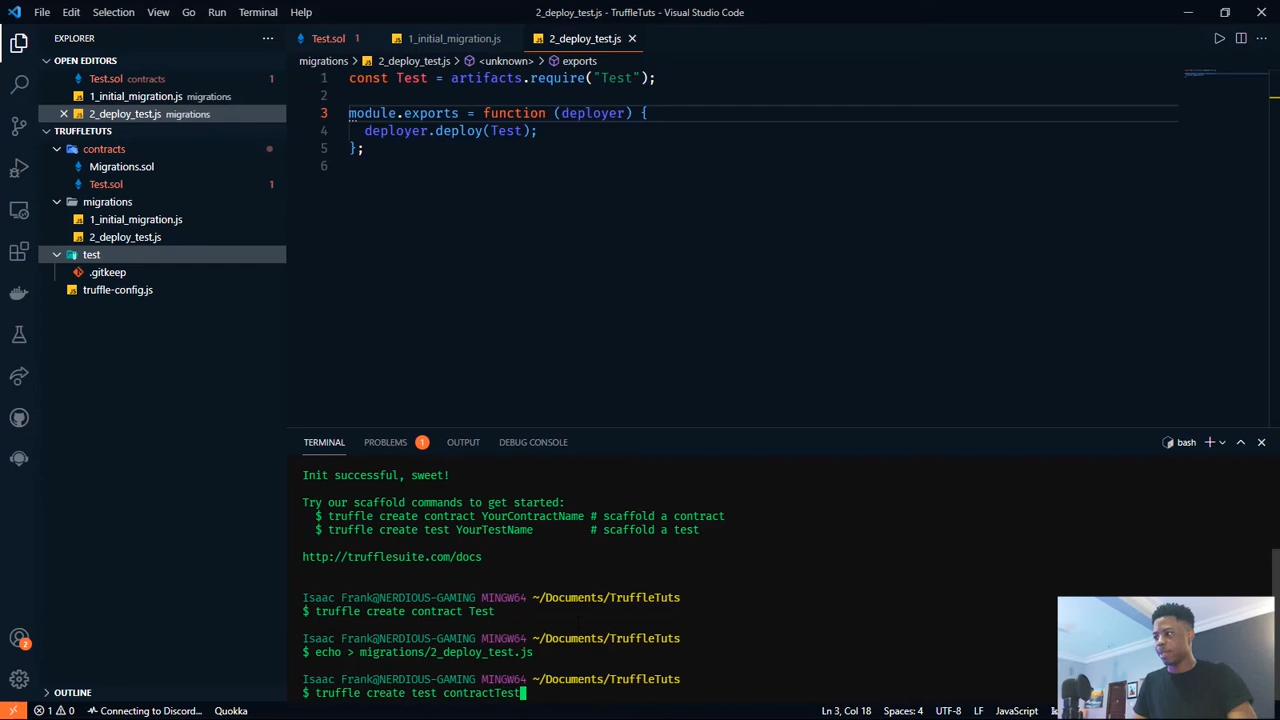 File Edit Selection View Go Run Terminal Help
2_deploy_test.js - TruffleTuts - Visual Studio Code
EXPLORER
OPEN EDITORS
Test.sol contracts 1
1_initial_migration.js migrations
2_deploy_test.js migrations
TRUFFLETUTS
contracts
Migrations.sol
Test.sol 1
migrations
1_initial_migration.js
2_deploy_test.js
test
.gitkeep
truffle-config.js
OUTLINE
Test.sol 1 1_initial_migration.js 2_deploy_test.js
migrations > 2_deploy_test.js > <unknown> > exports
1 const Test = artifacts.require("Test");
2
3 module.exports = function (deployer) {
4 deployer.deploy(Test);
5 };
6
TERMINAL PROBLEMS 1 OUTPUT DEBUG CONSOLE
bash
Init successful, sweet!
Try our scaffold commands to get started:
$ truffle create contract YourContractName # scaffold a contract
$ truffle create test YourTestName # scaffold a test
http://trufflesuite.com/docs
Isaac Frank@NERDIOUS-GAMING MINGW64 ~/Documents/TruffleTuts
$ truffle create contract Test
Isaac Frank@NERDIOUS-GAMING MINGW64 ~/Documents/TruffleTuts
$ echo > migrations/2_deploy_test.js
Isaac Frank@NERDIOUS-GAMING MINGW64 ~/Documents/TruffleTuts
$ truffle create test contractTest
2
1 0 Connecting to Discord... Quokka
Ln 3, Col 18 Spaces: 4 UTF-8 LF JavaScript